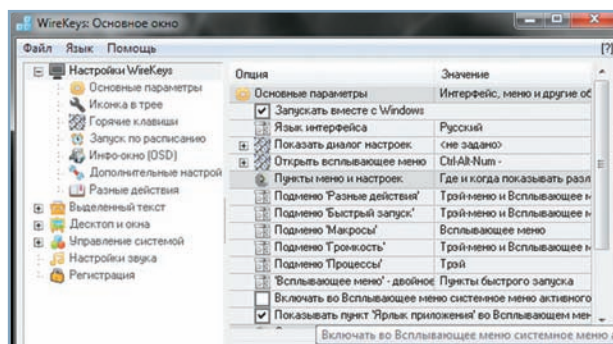 WireKeys: Основное окно
Файл Язык Помощь [?]
Настройки WireKeys
Основные параметры
Иконка в трее
Горячие клавиши
Запуск по расписанию
Инфо-окно (OSD)
Дополнительные настрой
Разные действия
Выделенный текст
Десктоп и окна
Управление системой
Настройки звука
Регистрация
Опция Значение
Основные параметры Интерфейс, меню и другие об
Запускать вместе с Windows
Язык интерфейса Русский
Показать диалог настроек <не задано>
Открыть всплывающее меню Ctrl-Alt-Num -
Пункты меню и настроек Где и когда показывать разл
Подменю 'Разные действия' Трэй-меню и Всплывающее м
Подменю 'Быстрый запуск' Трэй-меню и Всплывающее м
Подменю 'Макросы' Всплывающее меню
Подменю 'Громкость' Трэй-меню и Всплывающее м
Подменю 'Процессы' Трэй
'Всплывающее меню' - двойное Пункты быстрого запуска
Включать во Всплывающее меню системное меню активного
Показывать пункт 'Ярлык приложения' во Всплывающем мен
Включать во Всплывающее меню системное меню